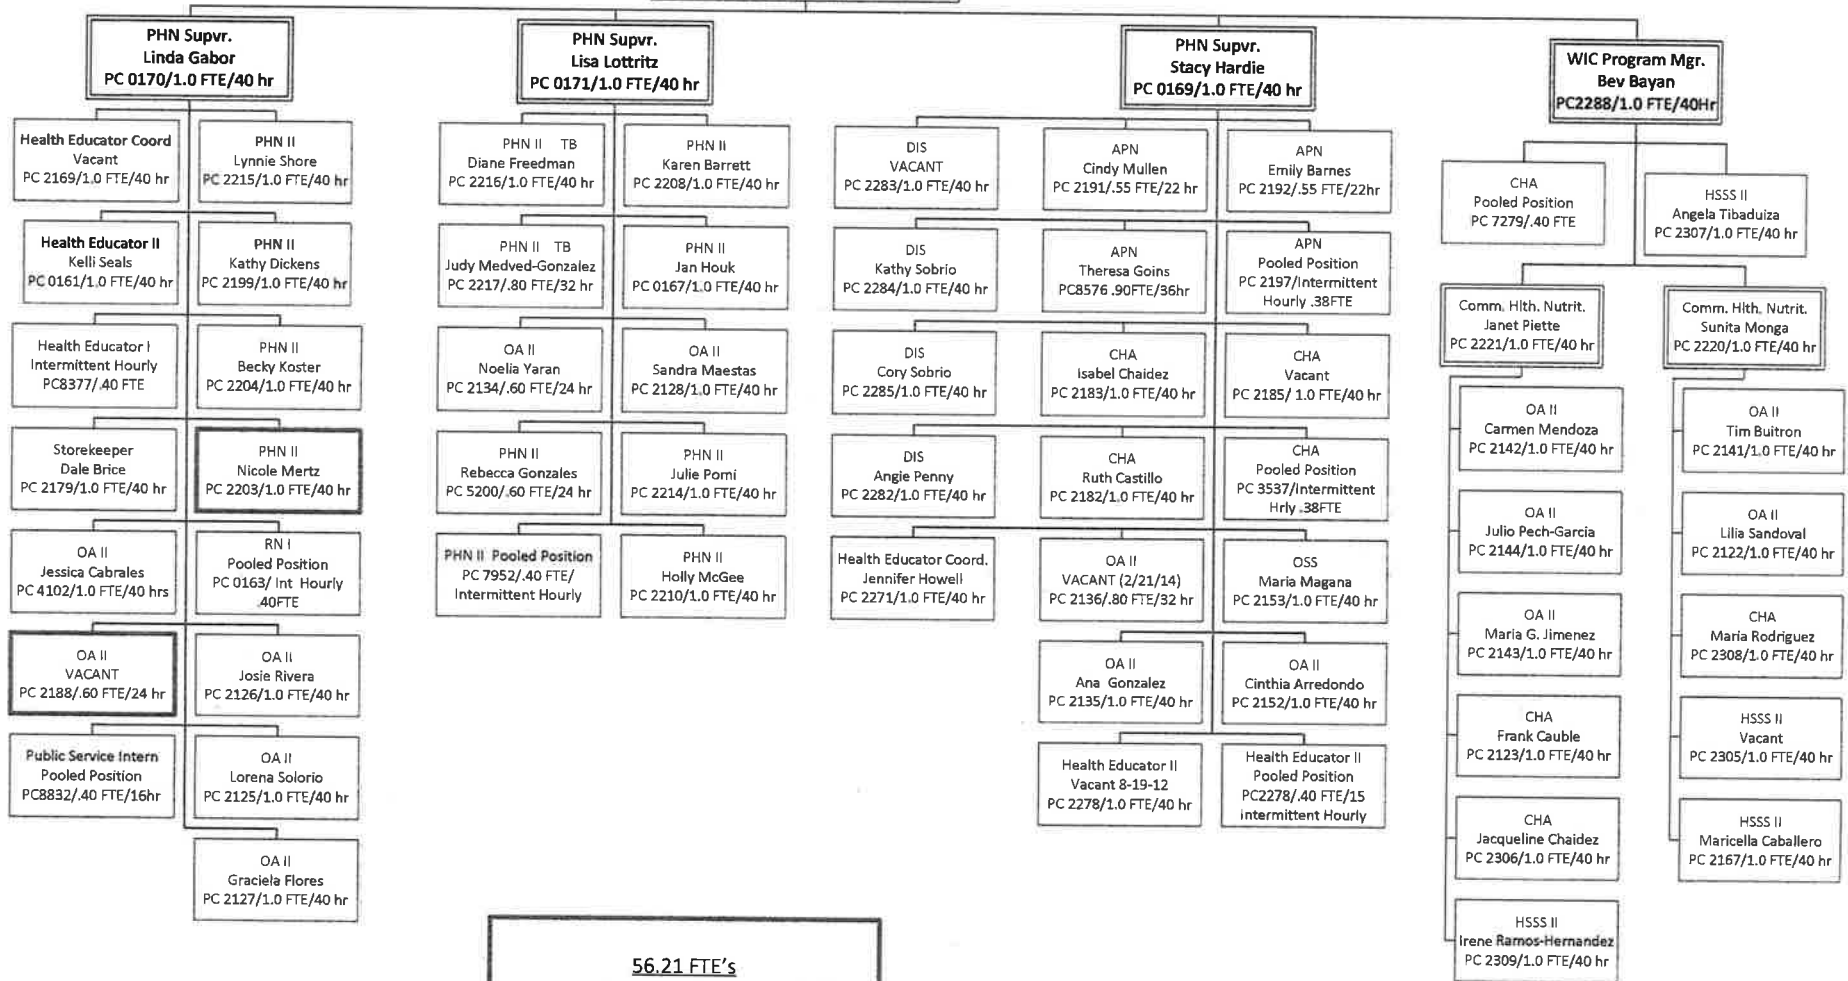 PHN Supvr.
Linda Gabor
PC 0170/1.0 FTE/40 hr
Health Educator Coord
Vacant
PC 2169/1.0 FTE/40 hr
PHN II
Lynnie Shore
PC 2215/1.0 FTE/40 hr
Health Educator II
Kelli Seals
PC 0161/1.0 FTE/40 hr
PHN II
Kathy Dickens
PC 2199/1.0 FTE/40 hr
Health Educator I
Intermittent Hourly
PC8377/.40 FTE
PHN II
Becky Koster
PC 2204/1.0 FTE/40 hr
Storekeeper
Dale Brice
PC 2179/1.0 FTE/40 hr
PHN II
Nicole Mertz
PC 2203/1.0 FTE/40 hr
OA II
Jessica Cabrales
PC 4102/1.0 FTE/40 hrs
RN I
Pooled Position
PC 0163/ Int Hourly
.40FTE
OA II
VACANT
PC 2188/.60 FTE/24 hr
OA II
Josie Rivera
PC 2126/1.0 FTE/40 hr
Public Service Intern
Pooled Position
PC8832/.40 FTE/16hr
OA II
Lorena Solorio
PC 2125/1.0 FTE/40 hr
OA II
Graciela Flores
PC 2127/1.0 FTE/40 hr
PHN Supvr.
Lisa Lottritz
PC 0171/1.0 FTE/40 hr
PHN II TB
Diane Freedman
PC 2216/1.0 FTE/40 hr
PHN II
Karen Barrett
PC 2208/1.0 FTE/40 hr
PHN II TB
Judy Medved-Gonzalez
PC 2217/.80 FTE/32 hr
PHN II
Jan Houk
PC 0167/1.0 FTE/40 hr
OA II
Noelia Yaran
PC 2134/.60 FTE/24 hr
OA II
Sandra Maestas
PC 2128/1.0 FTE/40 hr
PHN II
Rebecca Gonzales
PC 5200/.60 FTE/24 hr
PHN II
Julie Pomi
PC 2214/1.0 FTE/40 hr
PHN II Pooled Position
PC 7952/.40 FTE/
Intermittent Hourly
PHN II
Holly McGee
PC 2210/1.0 FTE/40 hr
PHN Supvr.
Stacy Hardie
PC 0169/1.0 FTE/40 hr
DIS
VACANT
PC 2283/1.0 FTE/40 hr
APN
Cindy Mullen
PC 2191/.55 FTE/22 hr
APN
Emily Barnes
PC 2192/.55 FTE/22hr
DIS
Kathy Sobrio
PC 2284/1.0 FTE/40 hr
APN
Theresa Goins
PC8576 .90FTE/36hr
APN
Pooled Position
PC 2197/Intermittent
Hourly .38FTE
DIS
Cory Sobrio
PC 2285/1.0 FTE/40 hr
CHA
Isabel Chaidez
PC 2183/1.0 FTE/40 hr
CHA
Vacant
PC 2185/ 1.0 FTE/40 hr
DIS
Angie Penny
PC 2282/1.0 FTE/40 hr
CHA
Ruth Castillo
PC 2182/1.0 FTE/40 hr
CHA
Pooled Position
PC 3537/Intermittent
Hrly .38FTE
Health Educator Coord.
Jennifer Howell
PC 2271/1.0 FTE/40 hr
OA II
VACANT (2/21/14)
PC 2136/.80 FTE/32 hr
OSS
Maria Magana
PC 2153/1.0 FTE/40 hr
OA II
Ana Gonzalez
PC 2135/1.0 FTE/40 hr
OA II
Cinthia Arredondo
PC 2152/1.0 FTE/40 hr
Health Educator II
Vacant 8-19-12
PC 2278/1.0 FTE/40 hr
Health Educator II
Pooled Position
PC2278/.40 FTE/15
intermittent Hourly
WIC Program Mgr.
Bev Bayan
PC2288/1.0 FTE/40Hr
CHA
Pooled Position
PC 7279/.40 FTE
HSSS II
Angela Tibaduiza
PC 2307/1.0 FTE/40 hr
Comm. Hlth. Nutrit.
Janet Piette
PC 2221/1.0 FTE/40 hr
Comm. Hlth. Nutrit.
Sunita Monga
PC 2220/1.0 FTE/40 hr
OA II
Carmen Mendoza
PC 2142/1.0 FTE/40 hr
OA II
Julio Pech-Garcia
PC 2144/1.0 FTE/40 hr
OA II
Maria G. Jimenez
PC 2143/1.0 FTE/40 hr
CHA
Frank Cauble
PC 2123/1.0 FTE/40 hr
CHA
Jacqueline Chaidez
PC 2306/1.0 FTE/40 hr
HSSS II
Irene Ramos-Hernandez
PC 2309/1.0 FTE/40 hr
OA II
Tim Buitron
PC 2141/1.0 FTE/40 hr
OA II
Lilia Sandoval
PC 2122/1.0 FTE/40 hr
CHA
Maria Rodriguez
PC 2308/1.0 FTE/40 hr
HSSS II
Vacant
PC 2305/1.0 FTE/40 hr
HSSS II
Maricella Caballero
PC 2167/1.0 FTE/40 hr
56.21 FTE's